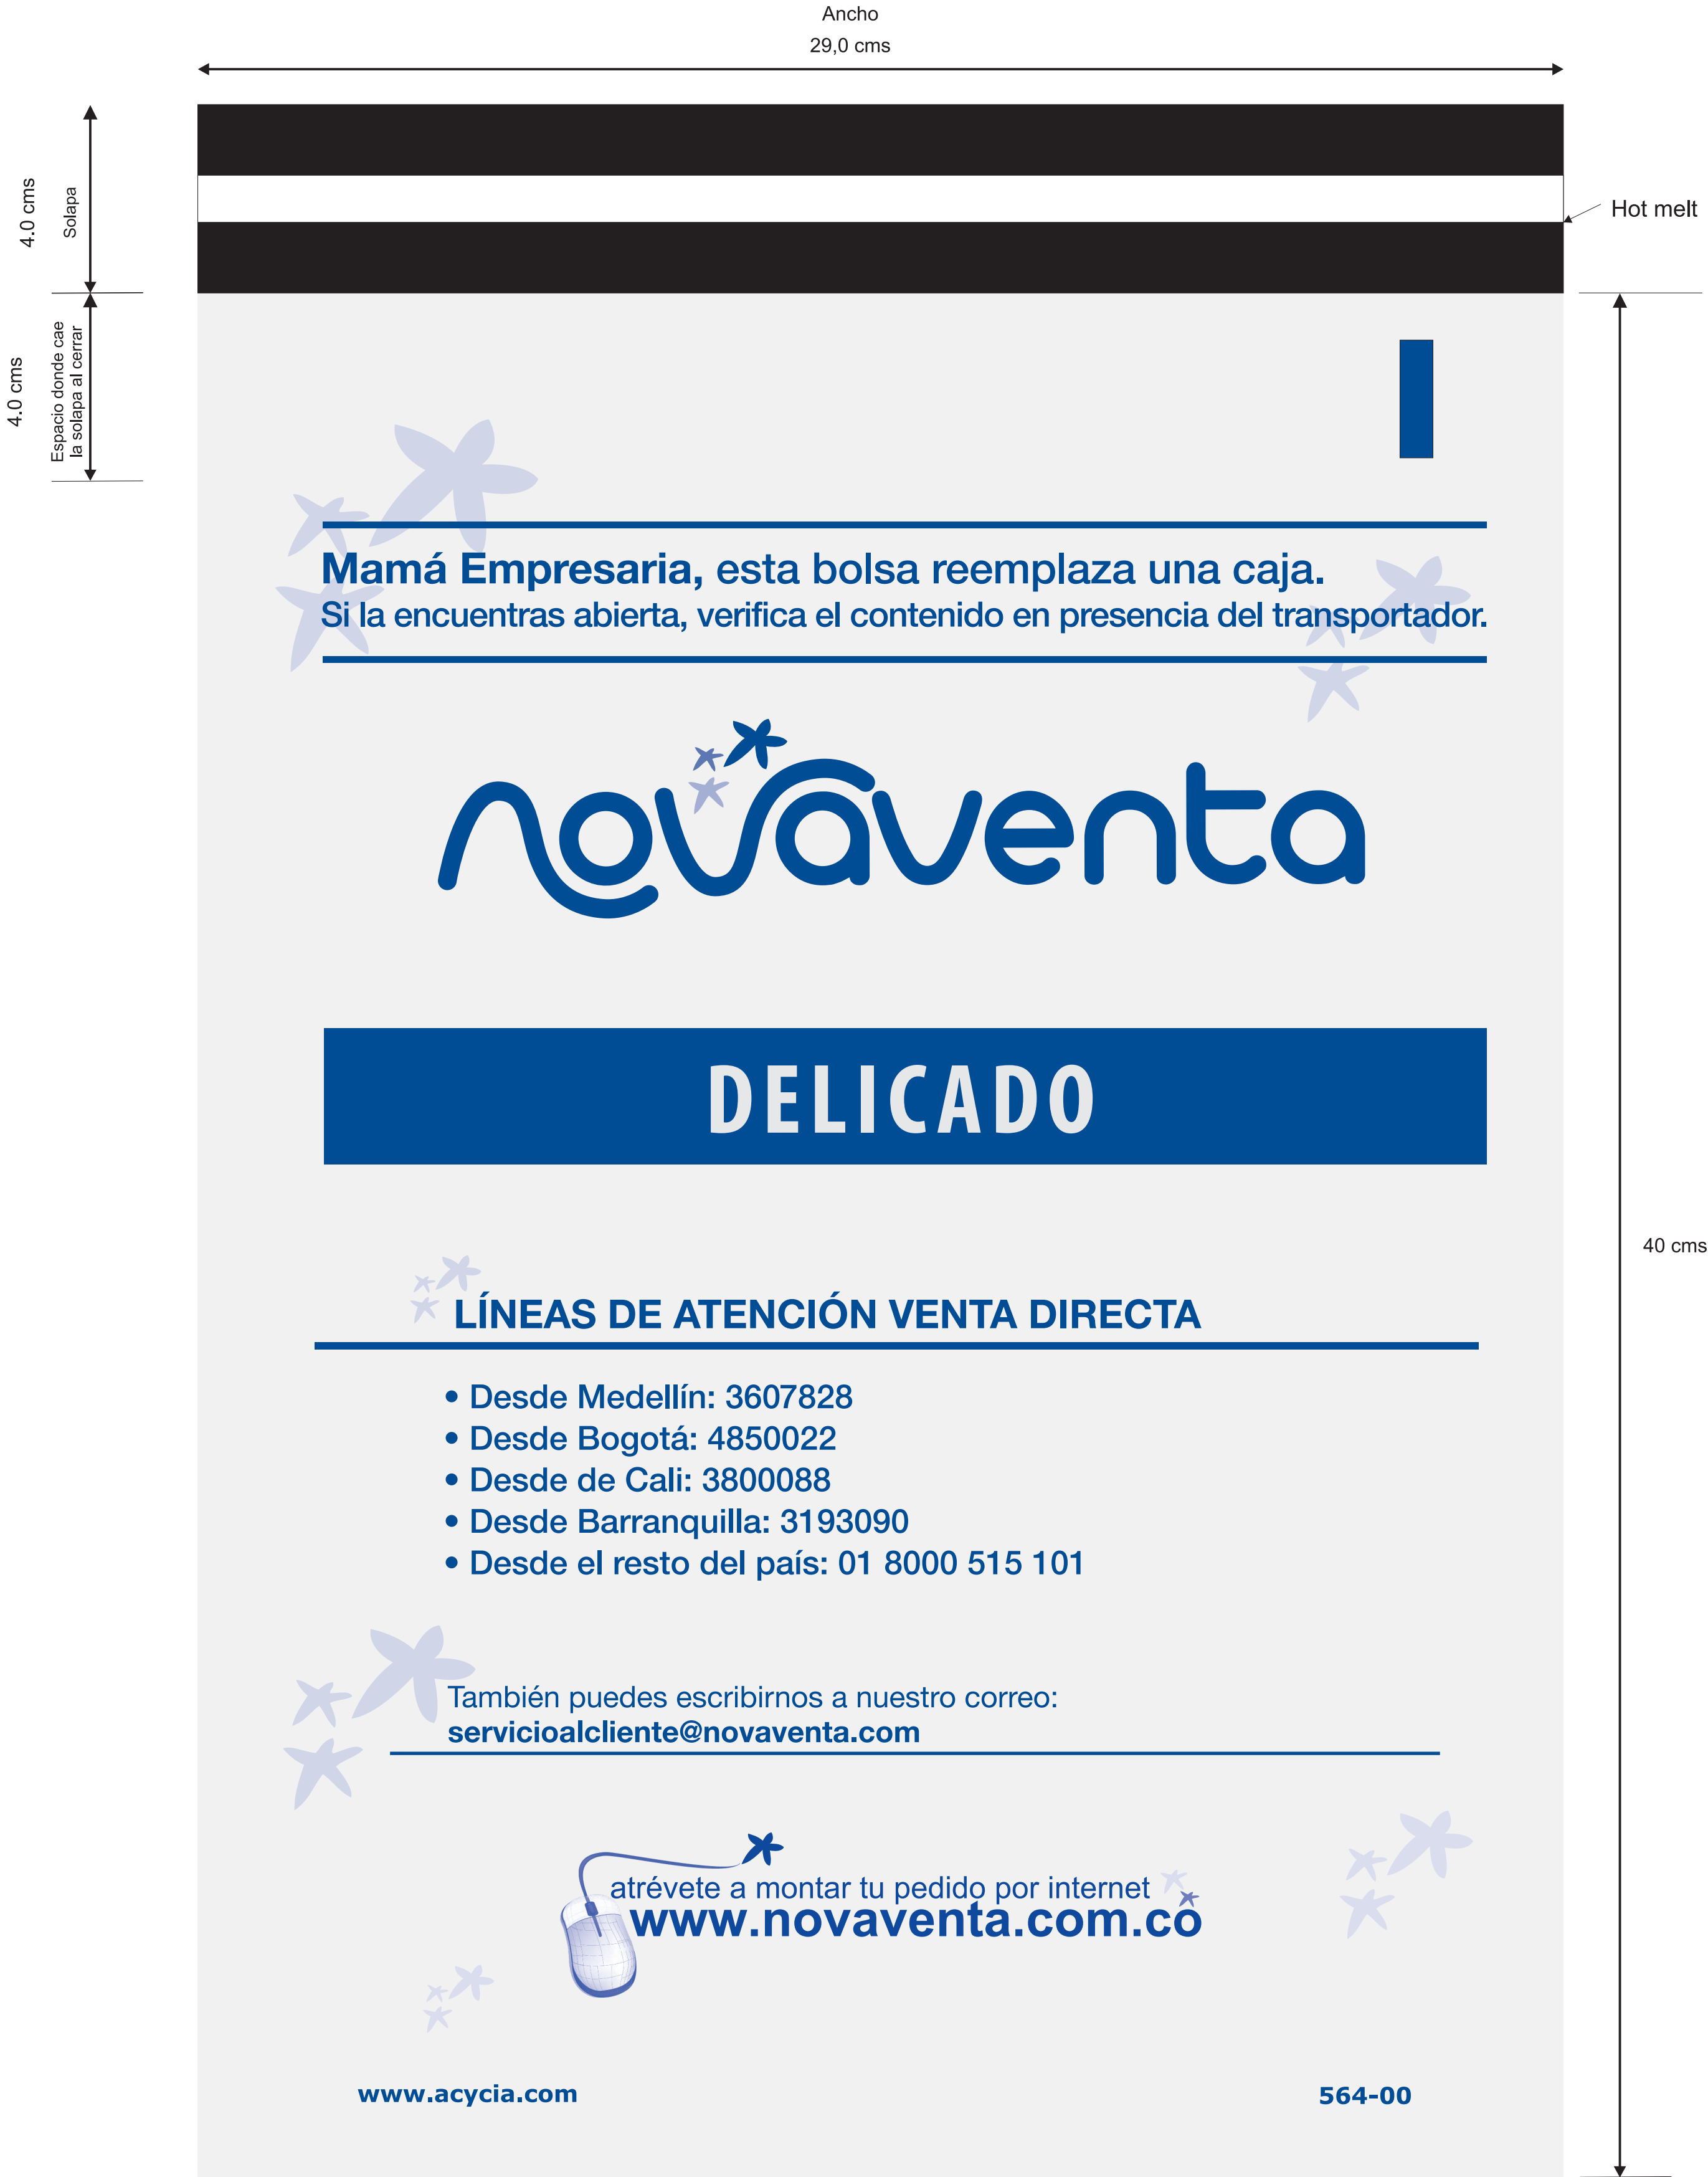 Ancho
29,0 cms
4.0 cms
Solapa
Hot melt
4.0 cms
Espacio donde cae
la solapa al cerrar
Mamá Empresaria, esta bolsa reemplaza una caja.
Si la encuentras abierta, verifica el contenido en presencia del transportador.
novaventa
DELICADO
40 cms
LÍNEAS DE ATENCIÓN VENTA DIRECTA
• Desde Medellín: 3607828
• Desde Bogotá: 4850022
• Desde de Cali: 3800088
• Desde Barranquilla: 3193090
• Desde el resto del país: 01 8000 515 101
También puedes escribirnos a nuestro correo:
servicioalcliente@novaventa.com
atrévete a montar tu pedido por internet
www.novaventa.com.co
www.acycia.com
564-00